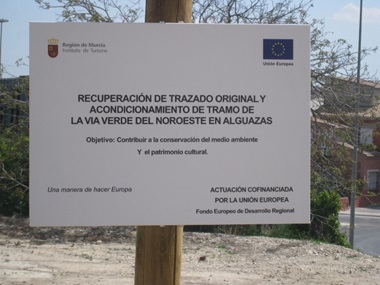 Región de Murcia
Instituto de Turismo
Unión Europea
RECUPERACIÓN DE TRAZADO ORIGINAL Y
ACONDICIONAMIENTO DE TRAMO DE
LA VIA VERDE DEL NOROESTE EN ALGUAZAS
Objetivo: Contribuir a la conservación del medio ambiente
Y el patrimonio cultural.
Una manera de hacer Europa
ACTUACIÓN COFINANCIADA
POR LA UNIÓN EUROPEA
Fondo Europeo de Desarrollo Regional